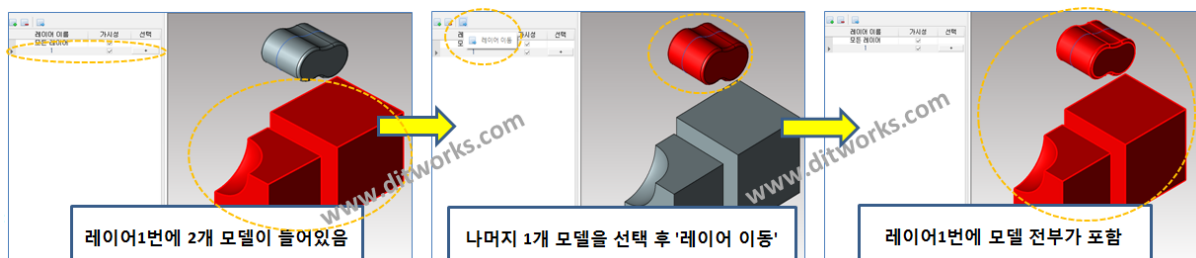 레이어 이름 가시성 선택
모든 레이어
1
레이어1번에 2개 모델이 들어있음
www.ditworks.com
레이어 이동
가시성 선택
1
나머지 1개 모델을 선택 후 '레이어 이동'
www.ditworks.com
레이어 이름 가시성 선택
모든 레이어
1
레이어1번에 모델 전부가 포함